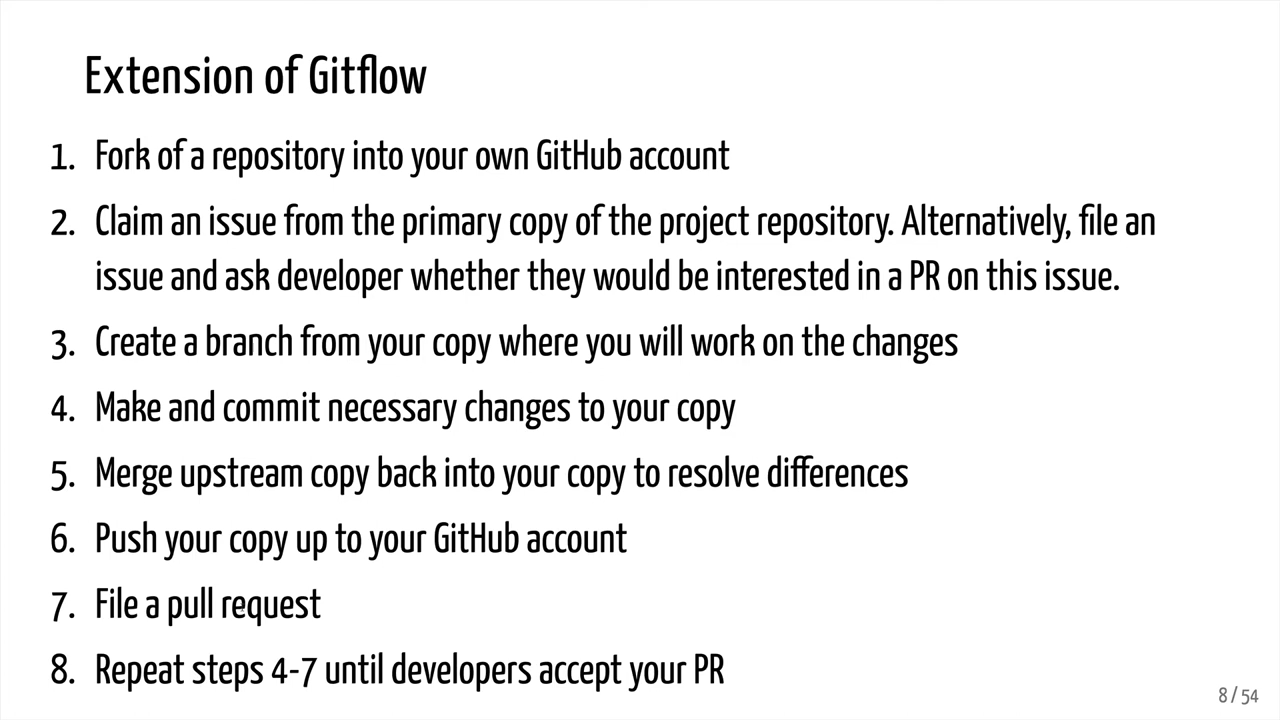 Extension of Gitflow
1. Fork of a repository into your own GitHub account
2. Claim an issue from the primary copy of the project repository. Alternatively, file an
issue and ask developer whether they would be interested in a PR on this issue.
3. Create a branch from your copy where you will work on the changes
4. Make and commit necessary changes to your copy
5. Merge upstream copy back into your copy to resolve differences
6. Push your copy up to your GitHub account
7. File a pull request
8. Repeat steps 4-7 until developers accept your PR
8 / 54